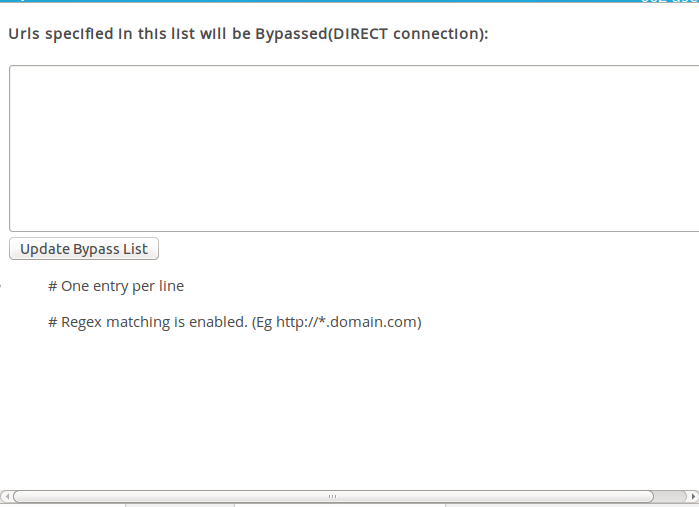 Urls specified in this list will be Bypassed(DIRECT connection):
Update Bypass List
# One entry per line
# Regex matching is enabled. (Eg http://*.domain.com)